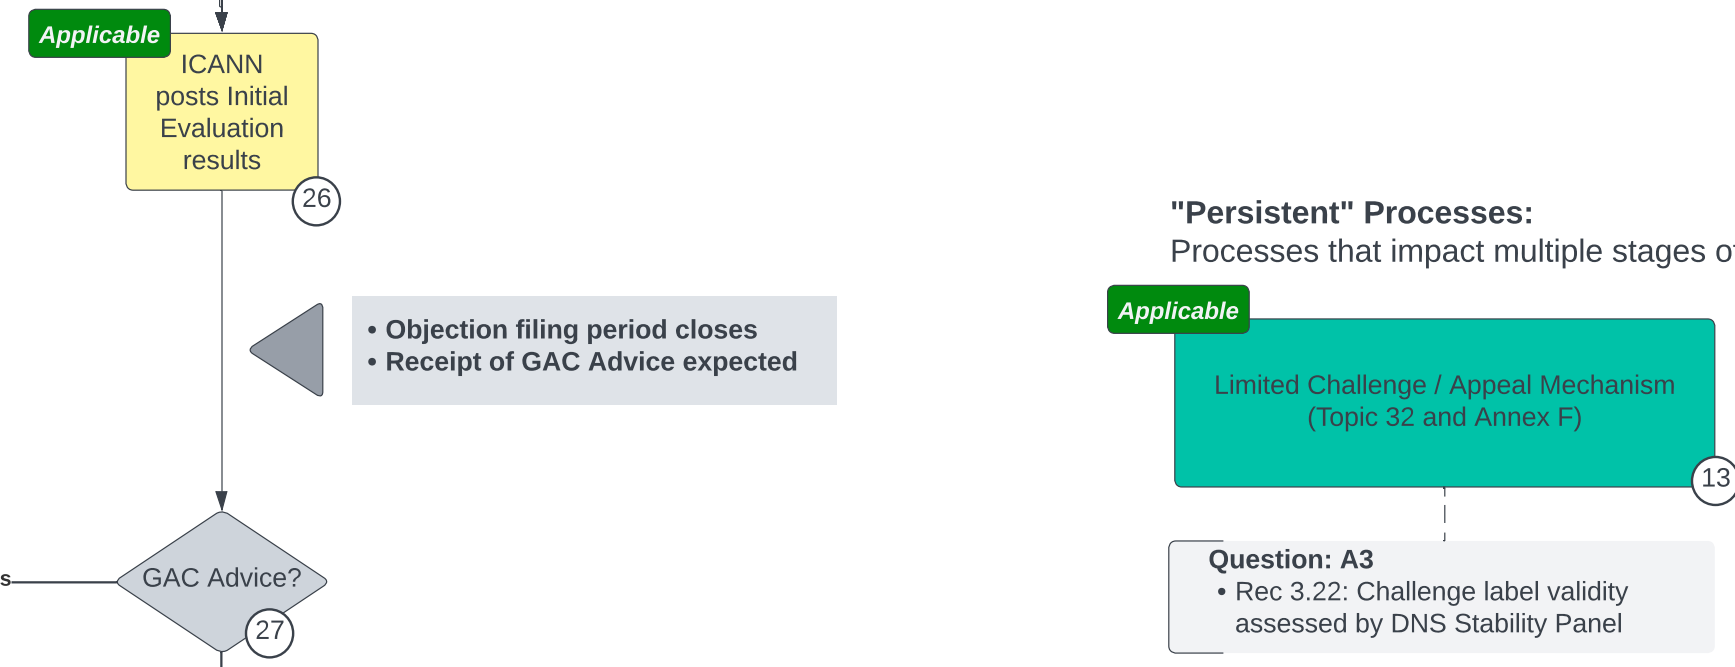 Applicable
ICANN
posts Initial
Evaluation
results
26
• Objection filing period closes
• Receipt of GAC Advice expected
s
GAC Advice?
27
"Persistent" Processes:
Processes that impact multiple stages of
Applicable
Limited Challenge / Appeal Mechanism
(Topic 32 and Annex F)
13
Question: A3
• Rec 3.22: Challenge label validity
assessed by DNS Stability Panel